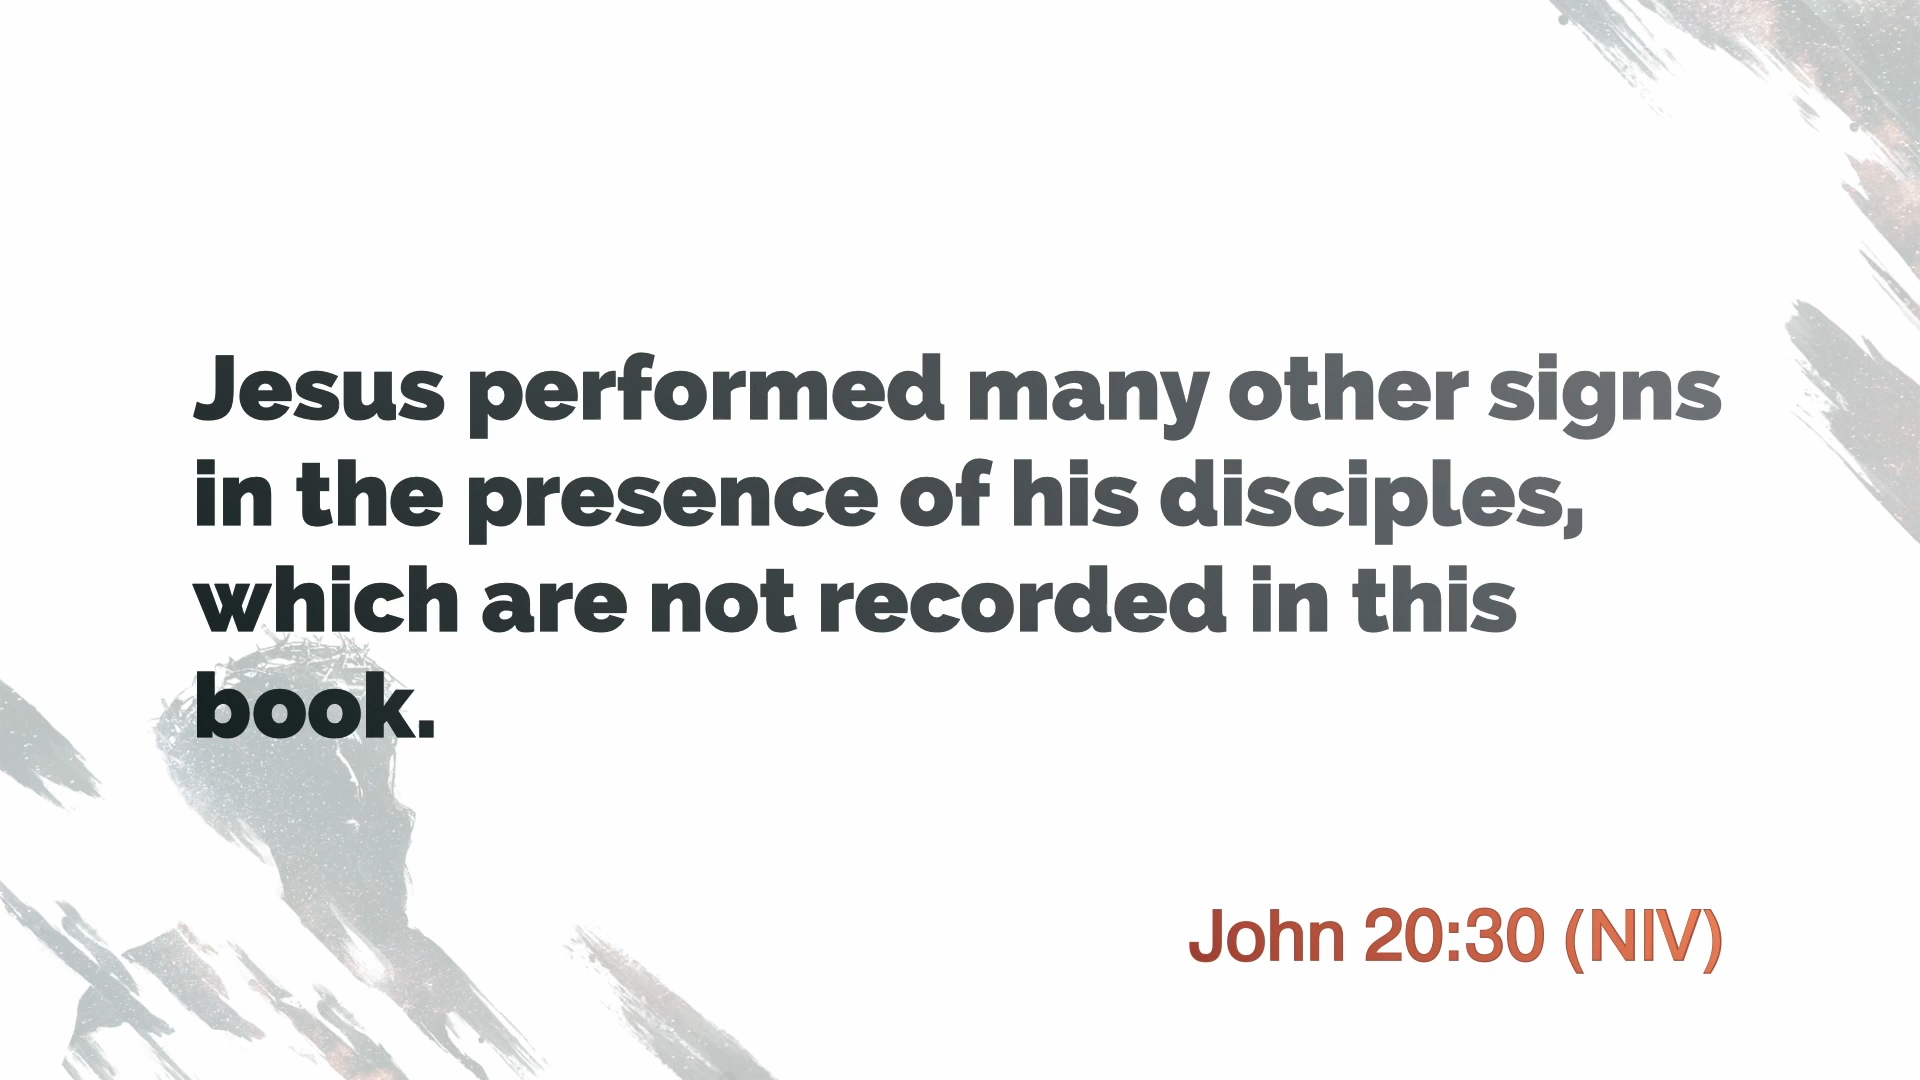 Jesus performed many other signs
in the presence of his disciples,
which are not recorded in this
book.
John 20:30 (NIV)